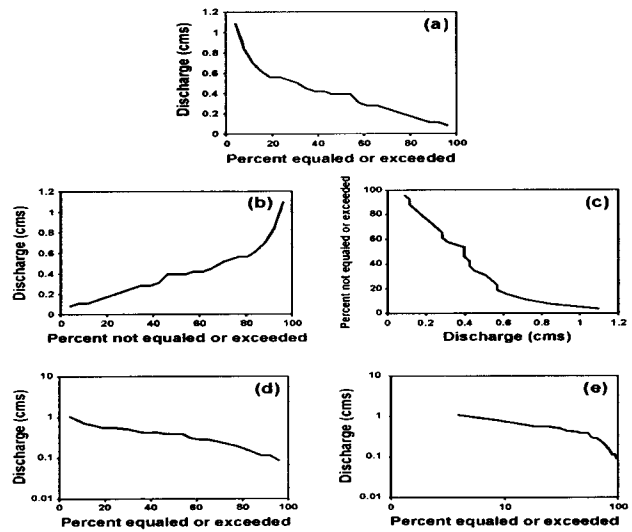 (a)
Discharge (cms)
1.2
1
0.8
0.6
0.4
0.2
0
0 20 40 60 80 100
Percent equaled or exceeded
(b)
Discharge (cms)
1.2
1
0.8
0.6
0.4
0.2
0
0 20 40 60 80 100
Percent not equaled or exceeded
(c)
Percent not equaled or exceeded
100
80
60
40
20
0
0 0.2 0.4 0.6 0.8 1 1.2
Discharge (cms)
(d)
Discharge (cms)
10
1
0.1
0.01
0 20 40 60 80 100
Percent equaled or exceeded
(e)
Discharge (cms)
10
1
0.1
0.01
1 10 100
Percent equaled or exceeded